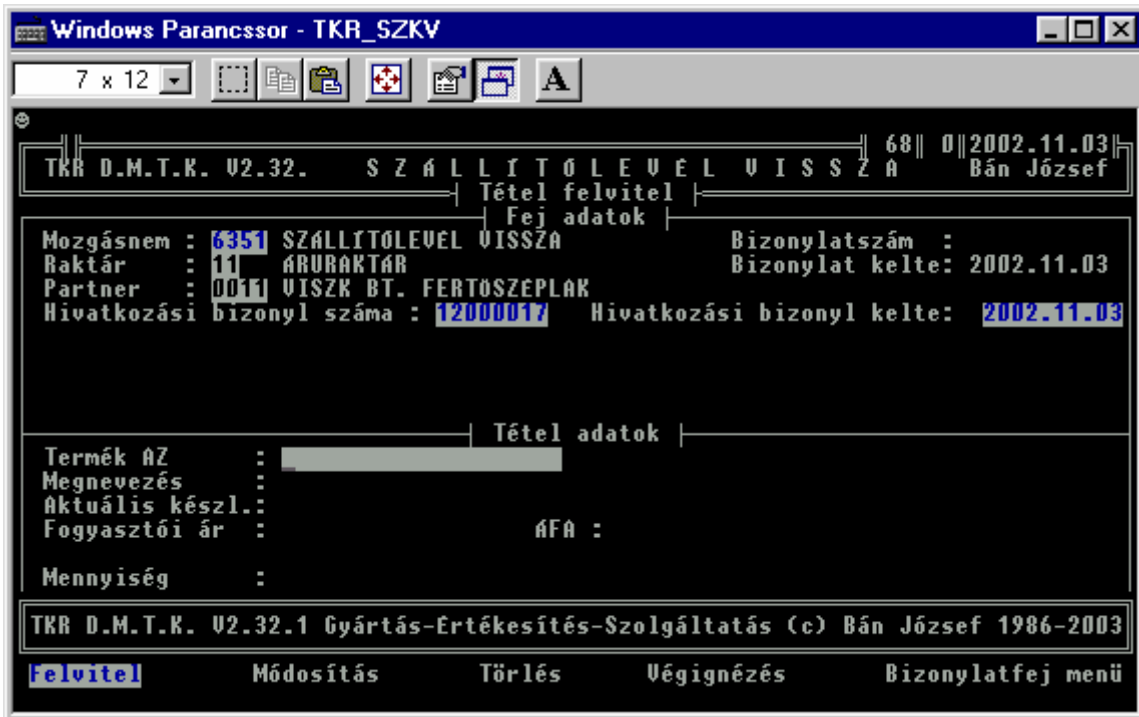 Windows Parancssor - TKR_SZKV
7 x 12 A
68 0 2002.11.03
TKR D.M.T.K. V2.32. S Z Á L L Í T Ó L E V É L V I S S Z A Bán József
Tétel felvitel
Fej adatok
Mozgásnem : 6351 SZÁLLÍTÓLEVÉL VISSZA Bizonylatszám :
Raktár : 11 ÁRURAKTÁR Bizonylat kelte: 2002.11.03
Partner : 0011 VISZK BT. FERTÖSZÉPLAK
Hivatkozási bizonyl száma : 12000017 Hivatkozási bizonyl kelte: 2002.11.03
Tétel adatok
Termék AZ :
Megnevezés :
Aktuális készl.:
Fogyasztói ár : ÁFA :
Mennyiség :
TKR D.M.T.K. V2.32.1 Gyártás-Értékesítés-Szolgáltatás (c) Bán József 1986-2003
Felvitel Módosítás Törlés Végignézés Bizonylatfej menü